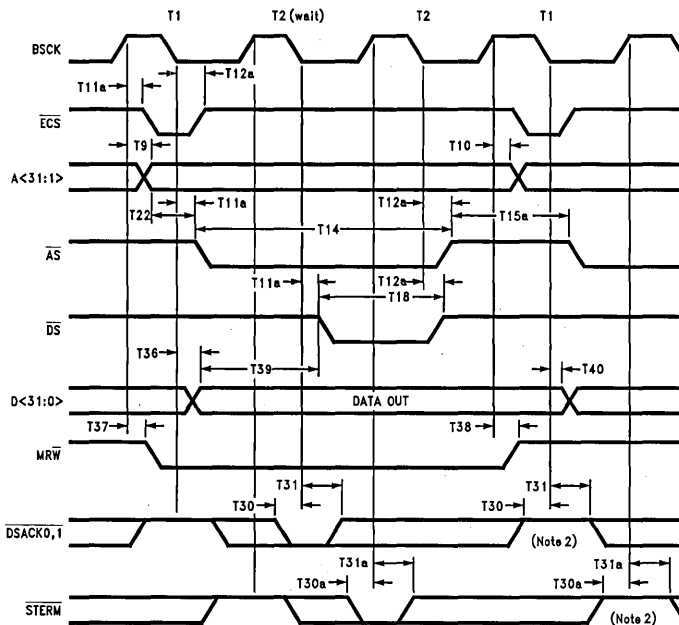 T1 T2 (wait) T2 T1
BSCK
T11a T12a
ECS
T9 T10
A<31:1>
T22 T11a T12a T15a
T14
AS
T11a T12a
T18
DS
T36 T39 T40
D<31:0> DATA OUT
T37 T38
MRW
T31 T31
T30 T30
DSACK0,1 (Note 2)
T31a T31a
T30a T30a
STERM (Note 2)